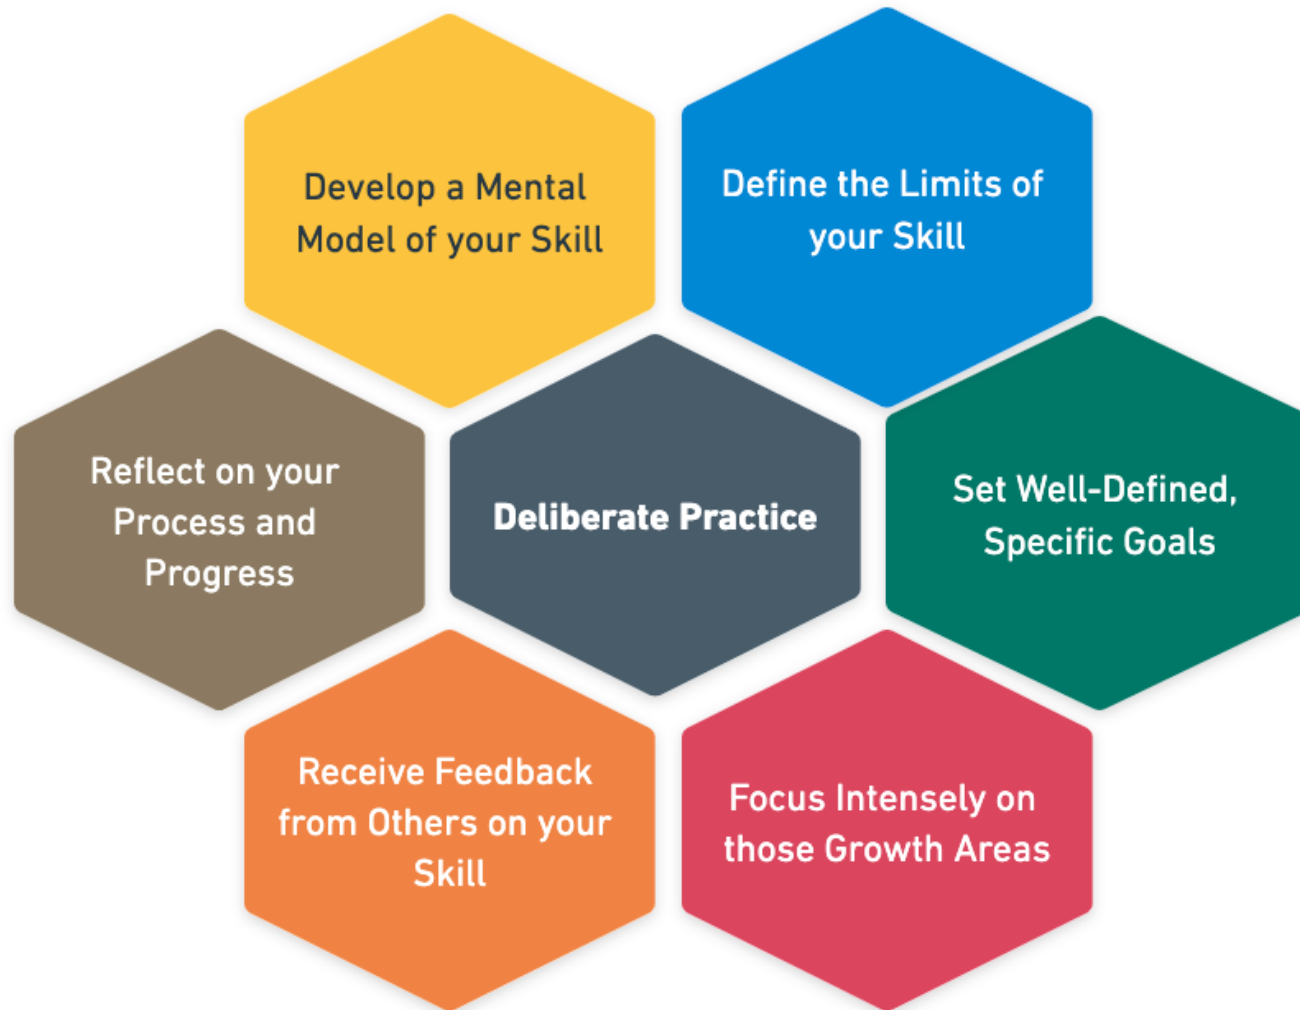 Develop a Mental
Model of your Skill
Define the Limits of
your Skill
Reflect on your
Process and
Progress
Deliberate Practice
Set Well-Defined,
Specific Goals
Receive Feedback
from Others on your
Skill
Focus Intensely on
those Growth Areas